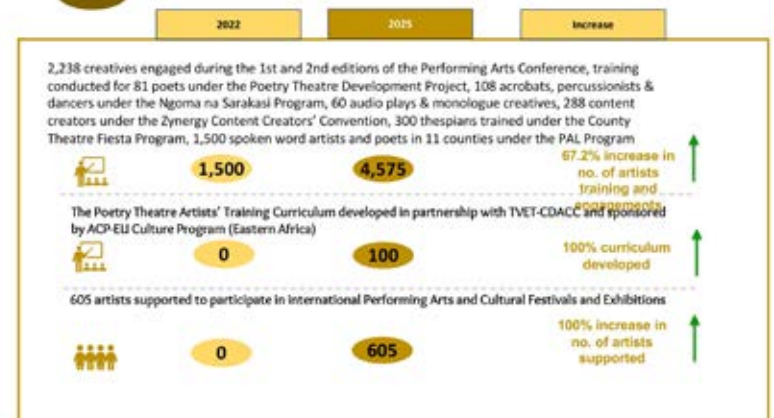 2022 2025 Increase
2,238 creatives engaged during the 1st and 2nd editions of the Performing Arts Conference, training
conducted for 81 poets under the Poetry Theatre Development Project, 108 acrobats, percussionists &
dancers under the Ngoma na Sarakasi Program, 60 audio plays & monologue creatives, 288 content
creators under the Zynergy Content Creators' Convention, 300 thespians trained under the County
Theatre Fiesta Program, 1,500 spoken word artists and poets in 11 counties under the PAL Program
1,500 4,575
67.2% increase in
no. of artists
training and
engagements
The Poetry Theatre Artists' Training Curriculum developed in partnership with TVET-CDACC and sponsored
by ACP-EU Culture Program (Eastern Africa)
0 100
100% curriculum
developed
605 artists supported to participate in international Performing Arts and Cultural Festivals and Exhibitions
0 605
100% increase in
no. of artists
supported